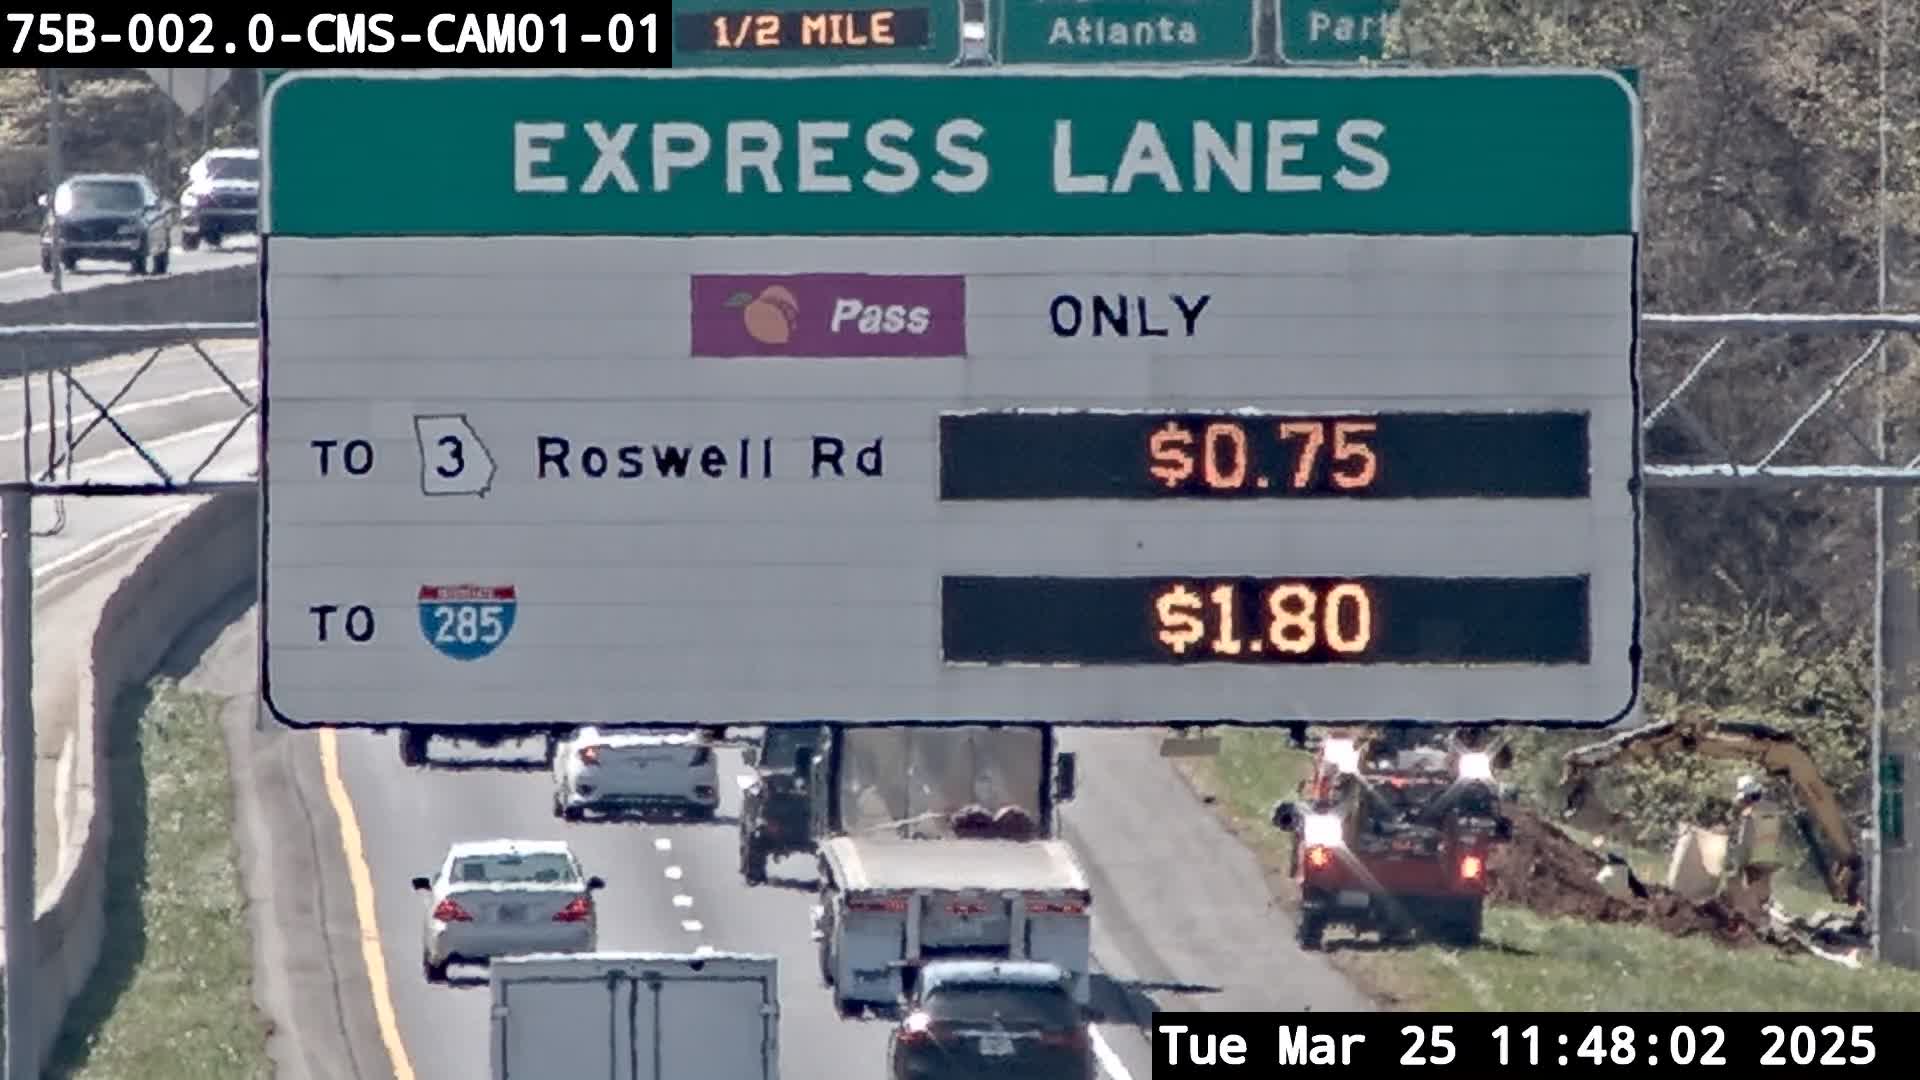 75B-002.0-CMS-CAM01-01
1/2 MILE
Atlanta
EXPRESS LANES
Pass ONLY
TO 3 Roswell Rd $0.75
TO 285 $1.80
Tue Mar 25 11:48:02 2025